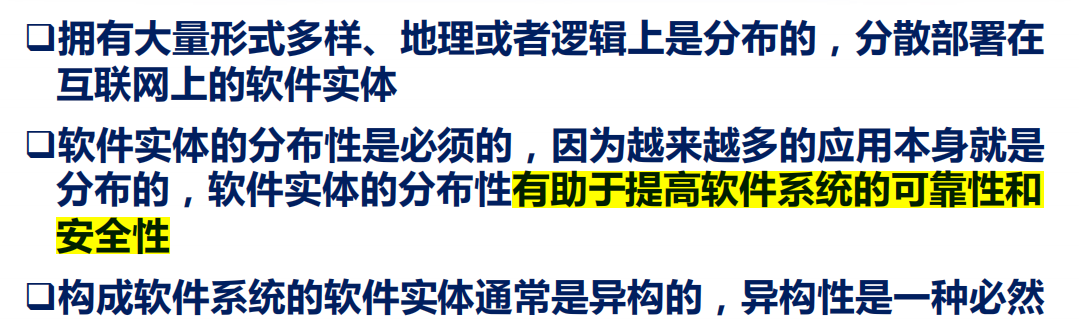 ❑拥有大量形式多样、地理或者逻辑上是分布的，分散部署在
互联网上的软件实体
❑软件实体的分布性是必须的，因为越来越多的应用本身就是
分布的，软件实体的分布性有助于提高软件系统的可靠性和
安全性
❑构成软件系统的软件实体通常是异构的，异构性是一种必然